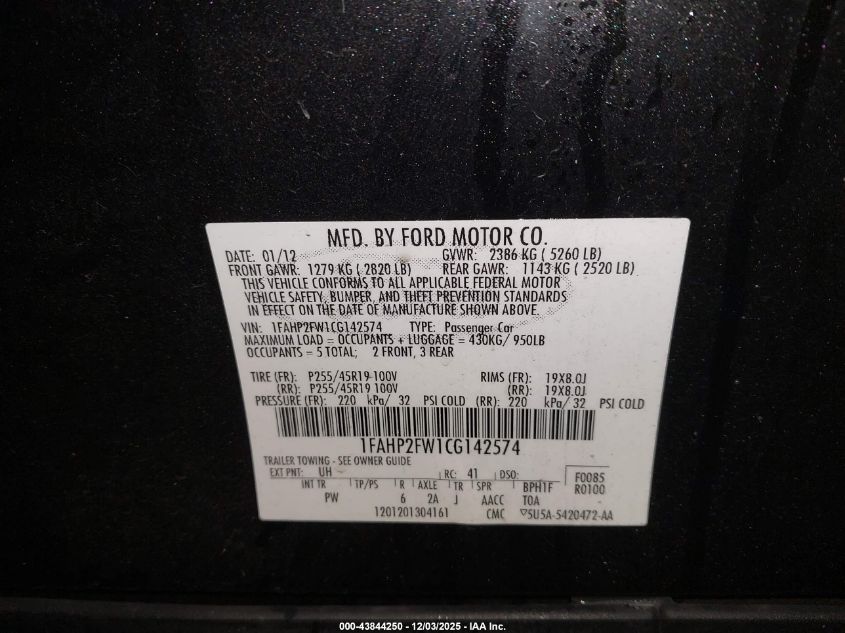 MFD. BY FORD MOTOR CO.
DATE: 01/12 GVWR: 2386 KG ( 5260 LB)
FRONT GAWR: 1279 KG ( 2820 LB) REAR GAWR: 1143 KG ( 2520 LB)
THIS VEHICLE CONFORMS TO ALL APPLICABLE FEDERAL MOTOR
VEHICLE SAFETY, BUMPER, AND THEFT PREVENTION STANDARDS
IN EFFECT ON THE DATE OF MANUFACTURE SHOWN ABOVE.
VIN: 1FAHP2FW1CG142574 TYPE: Passenger Car
MAXIMUM LOAD = OCCUPANTS + LUGGAGE = 430KG/ 950LB
OCCUPANTS = 5 TOTAL; 2 FRONT, 3 REAR
TIRE (FR): P255/45R19 100V RIMS (FR): 19X8.0J
(RR): P255/45R19 100V (RR): 19X8.0J
PRESSURE (FR): 220 kPa/ 32 PSI COLD (RR): 220 kPa/ 32 PSI COLD
1FAHP2FW1CG142574
TRAILER TOWING - SEE OWNER GUIDE
EXT PNT: UH RC: 41 DSO: F0085
INT TR TP/PS R AXLE TR SPR BPH1F R0100
PW 6 2A J AACC TOA
1201201304161 CMC ▽5U5A-5420472-AA
000-43844250 - 12/03/2025 - IAA Inc.